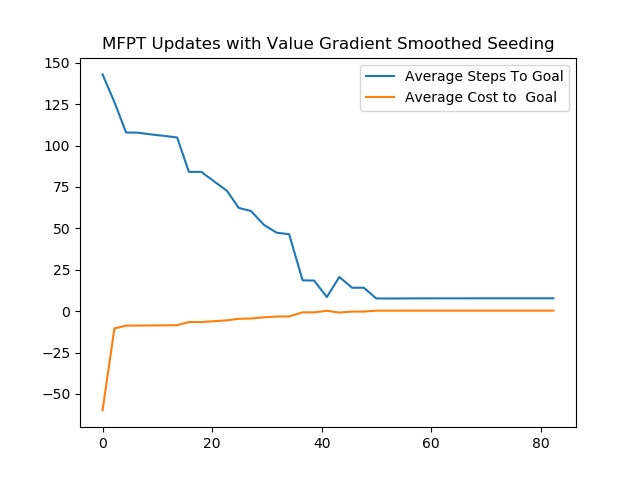 MFPT Updates with Value Gradient Smoothed Seeding
150
125
100
75
50
25
0
−25
−50
Average Steps To Goal
Average Cost to  Goal
0 20 40 60 80